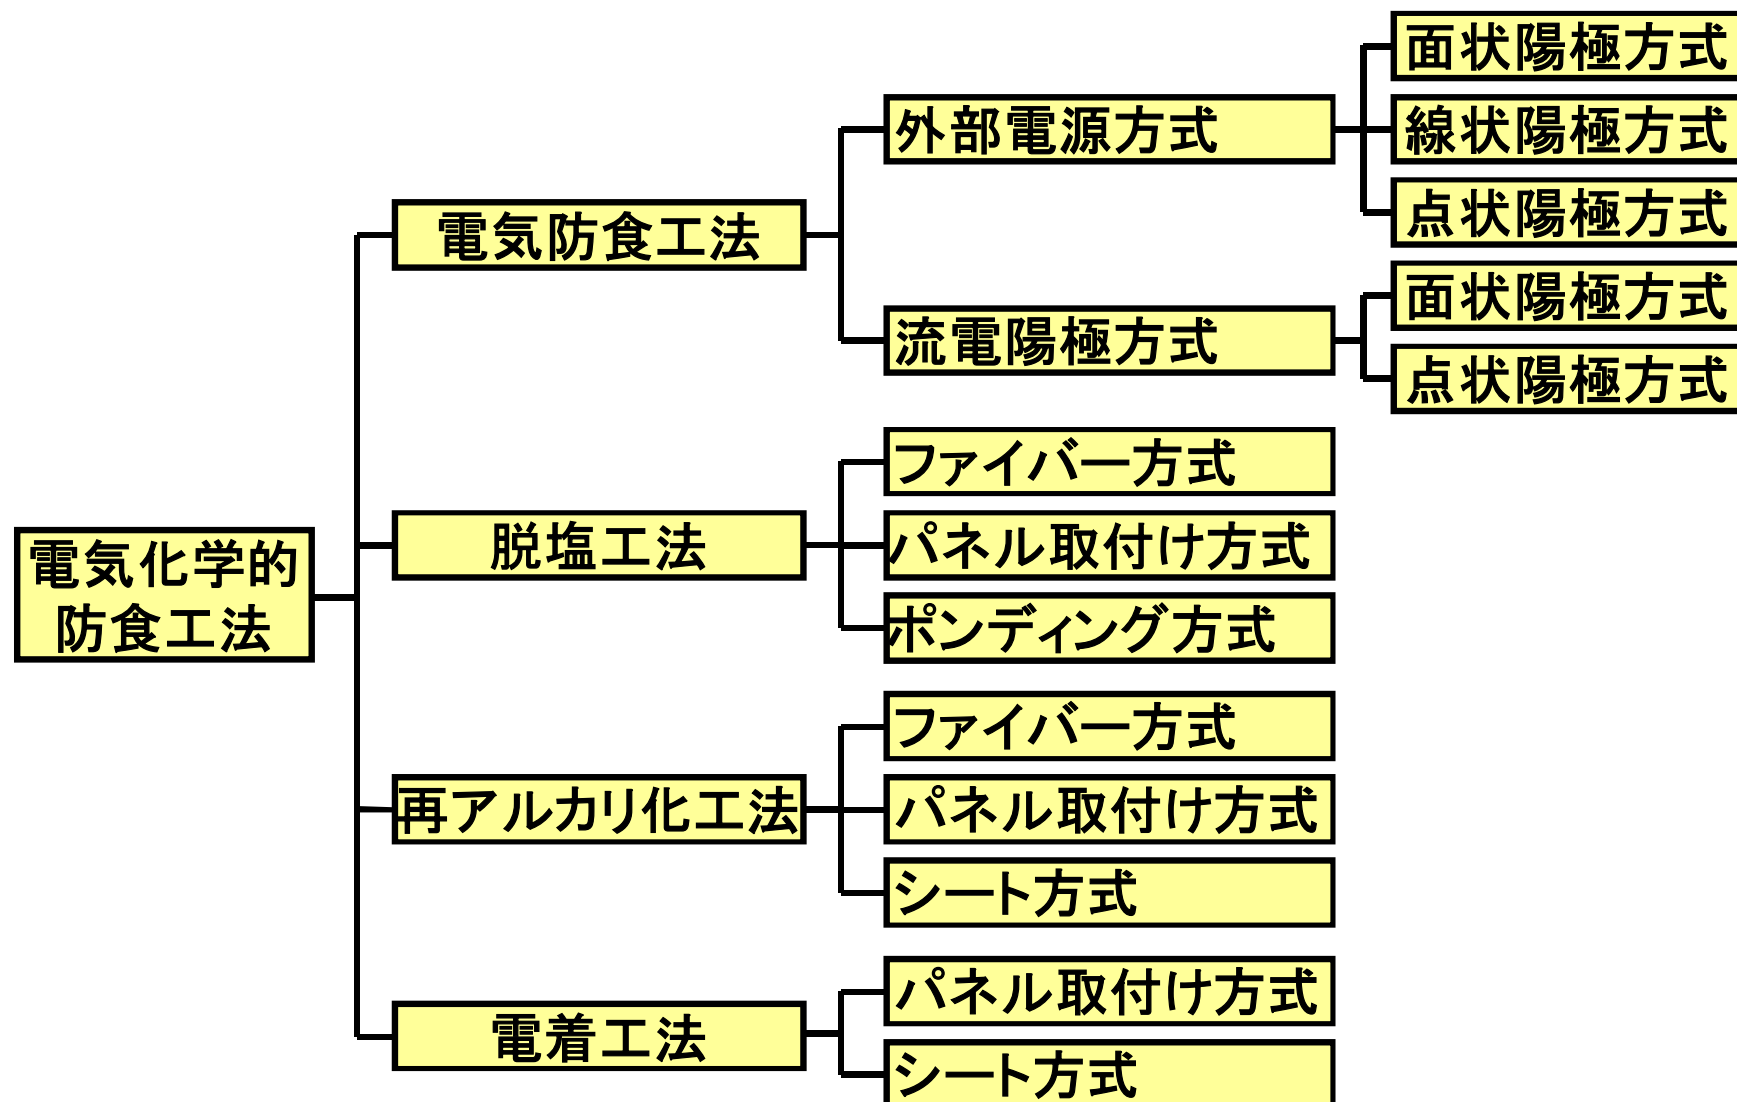 電気化学的
防食工法
電気防食工法
外部電源方式
面状陽極方式
線状陽極方式
点状陽極方式
流電陽極方式
面状陽極方式
点状陽極方式
脱塩工法
ファイバー方式
パネル取付け方式
ポンディング方式
再アルカリ化工法
ファイバー方式
パネル取付け方式
シート方式
電着工法
パネル取付け方式
シート方式